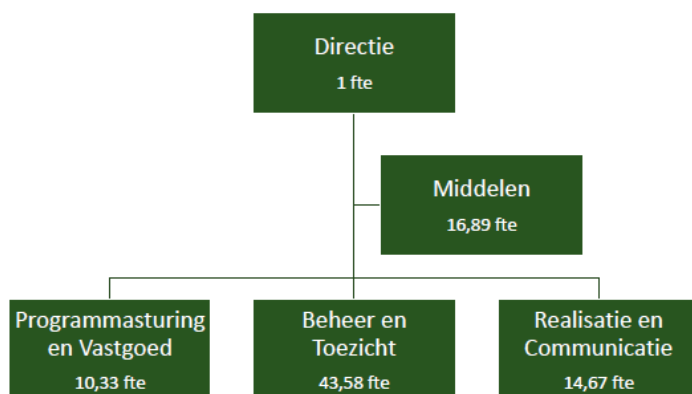 Directie
1 fte
Middelen
16,89 fte
Programmasturing
en Vastgoed
10,33 fte
Beheer en
Toezicht
43,58 fte
Realisatie en
Communicatie
14,67 fte